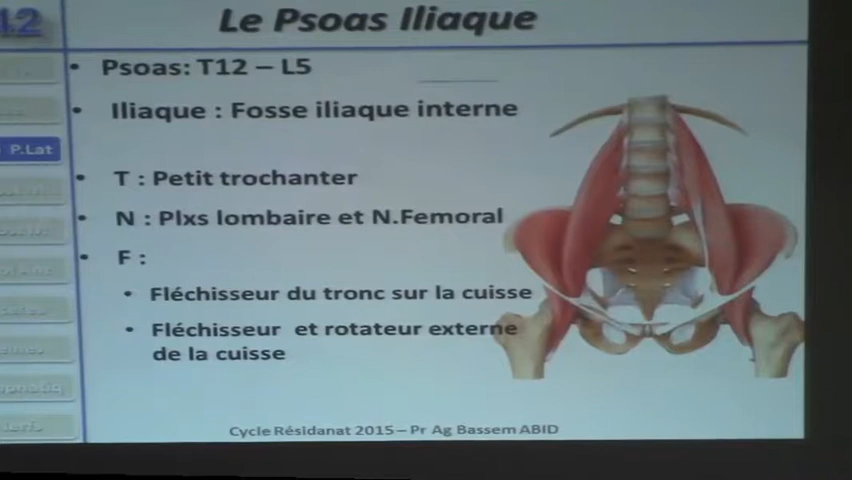 42
Le Psoas Iliaque
• Psoas: T12 – L5
• Iliaque : Fosse iliaque interne
P.Lat
• T : Petit trochanter
• N : Plxs lombaire et N.Femoral
• F :
• Fléchisseur du tronc sur la cuisse
• Fléchisseur et rotateur externe
de la cuisse
Cycle Résidanat 2015 – Pr Ag Bassem ABID